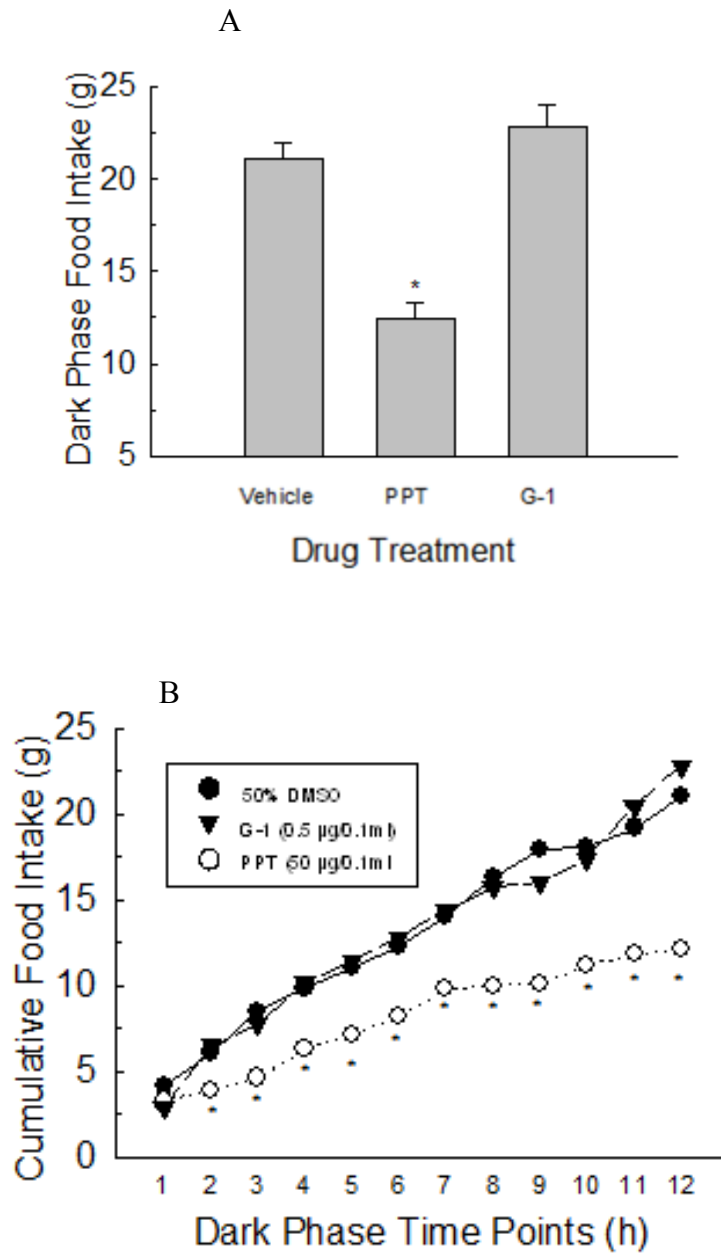 A
Dark Phase Food Intake (g)
25
20
15
10
5
*
Vehicle PPT G-1
Drug Treatment
B
Cumulative Food Intake (g)
25
20
15
10
5
0
50% DMSO
G-1 (0.5 µg/0.1ml)
PPT (50 µg/0.1ml
* * * * * * * * * * *
1 2 3 4 5 6 7 8 9 10 11 12
Dark Phase Time Points (h)